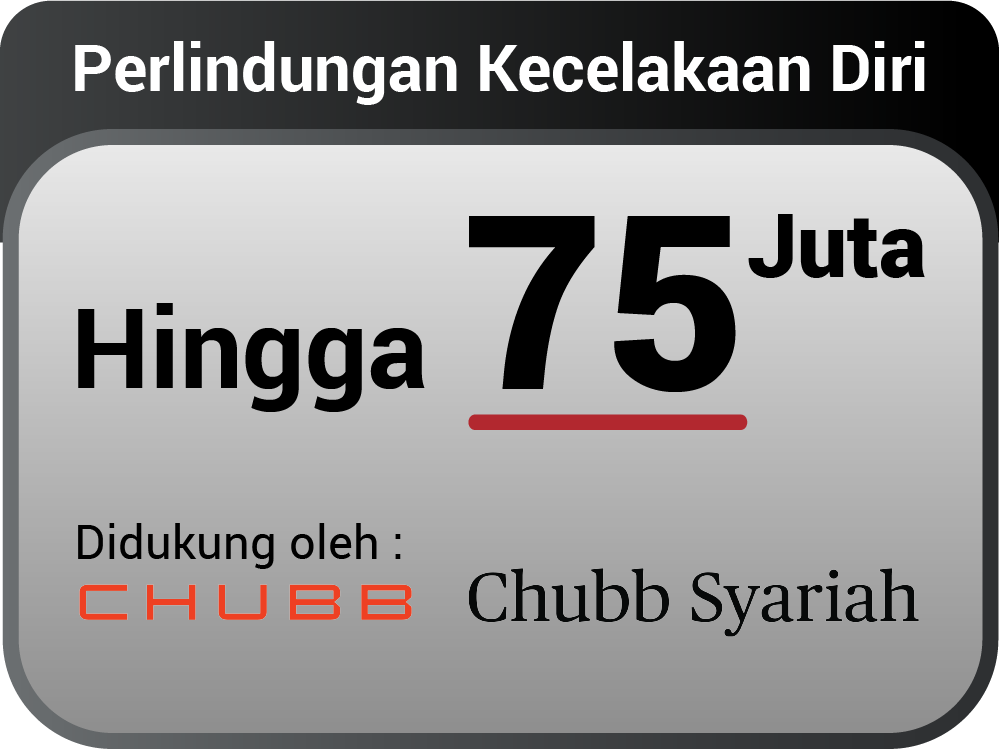 Perlindungan Kecelakaan Diri
Hingga 75 Juta
Didukung oleh :
CHUBB Chubb Syariah